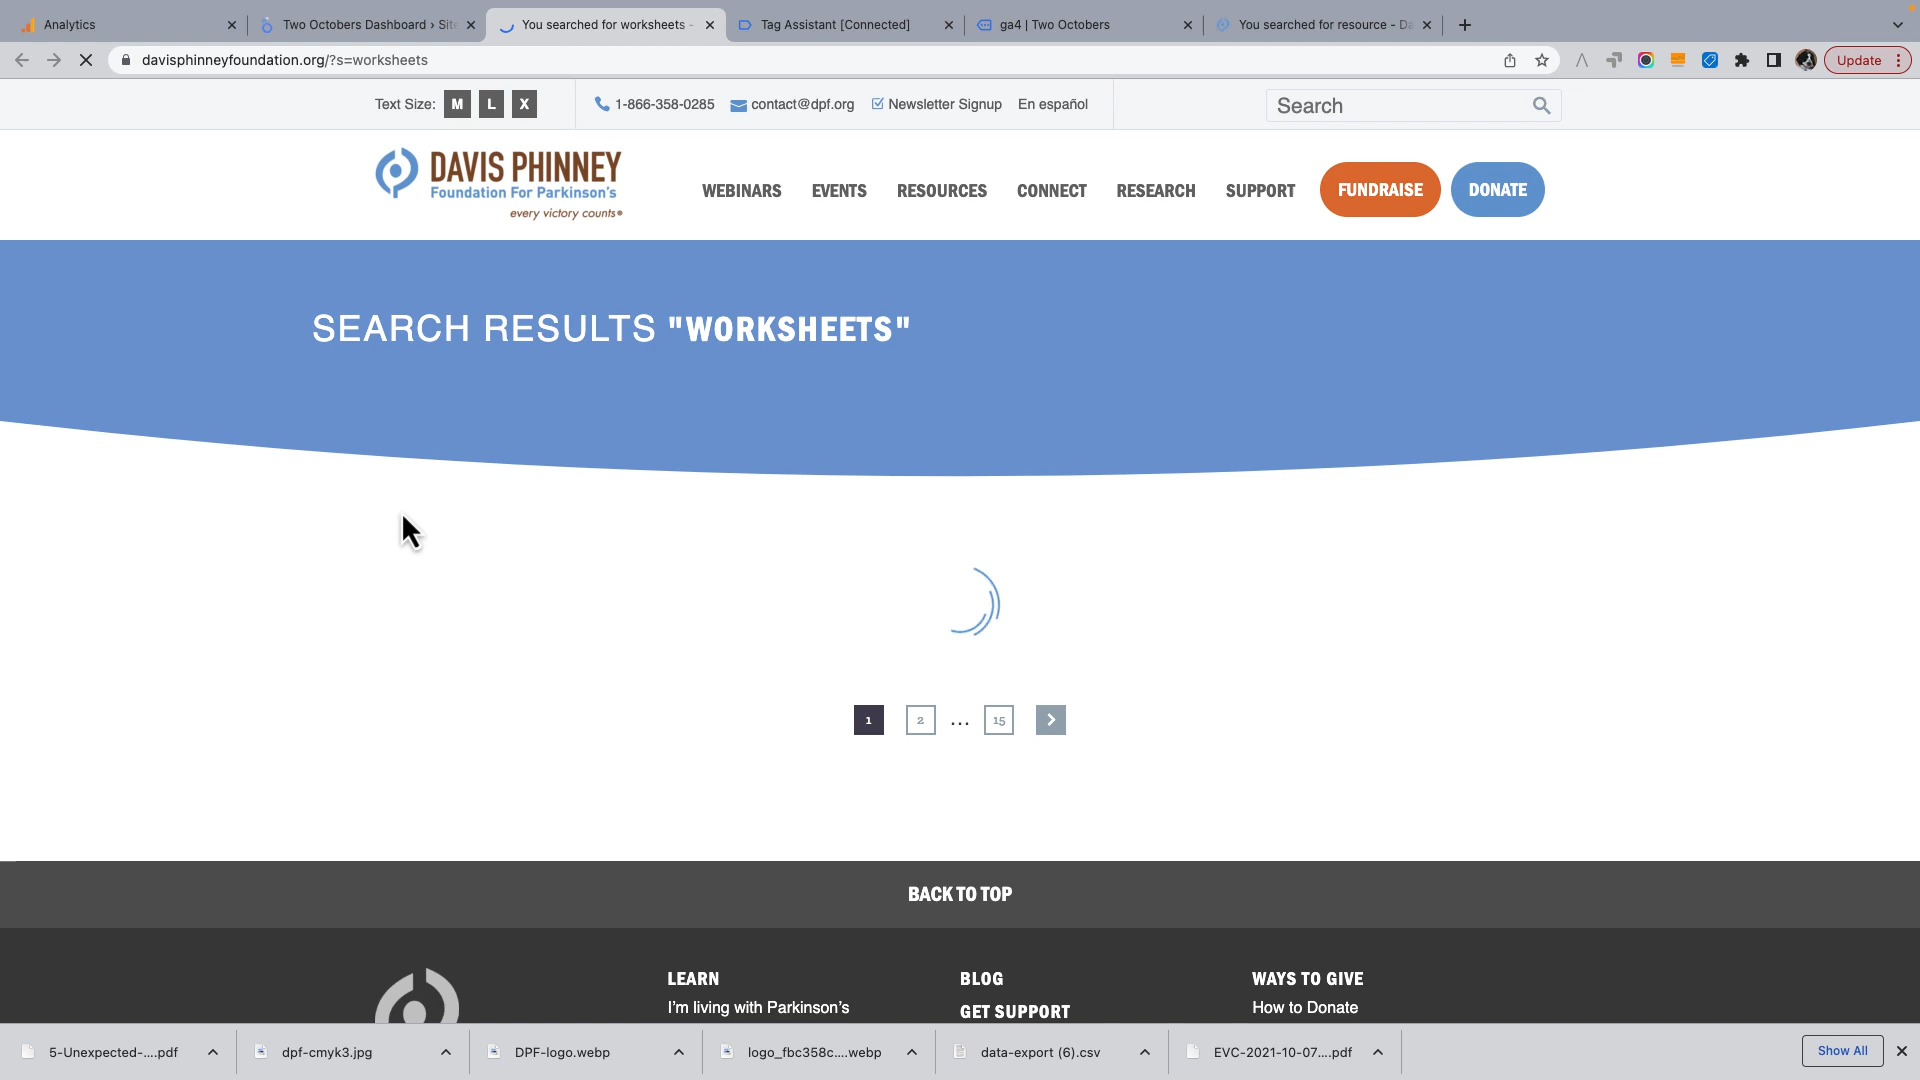 Analytics
Two Octobers Dashboard › Site
You searched for worksheets -
Tag Assistant [Connected]
ga4 | Two Octobers
You searched for resource - Da
davisphinneyfoundation.org/?s=worksheets
Update
Text Size: M L X
1-866-358-0285
contact@dpf.org
Newsletter Signup
En español
Search
DAVIS PHINNEY
Foundation For Parkinson's
every victory counts®
WEBINARS
EVENTS
RESOURCES
CONNECT
RESEARCH
SUPPORT
FUNDRAISE
DONATE
SEARCH RESULTS "WORKSHEETS"
1 2 ... 15
BACK TO TOP
LEARN
I'm living with Parkinson's
BLOG
GET SUPPORT
WAYS TO GIVE
How to Donate
5-Unexpected-....pdf
dpf-cmyk3.jpg
DPF-logo.webp
logo_fbc358c....webp
data-export (6).csv
EVC-2021-10-07....pdf
Show All